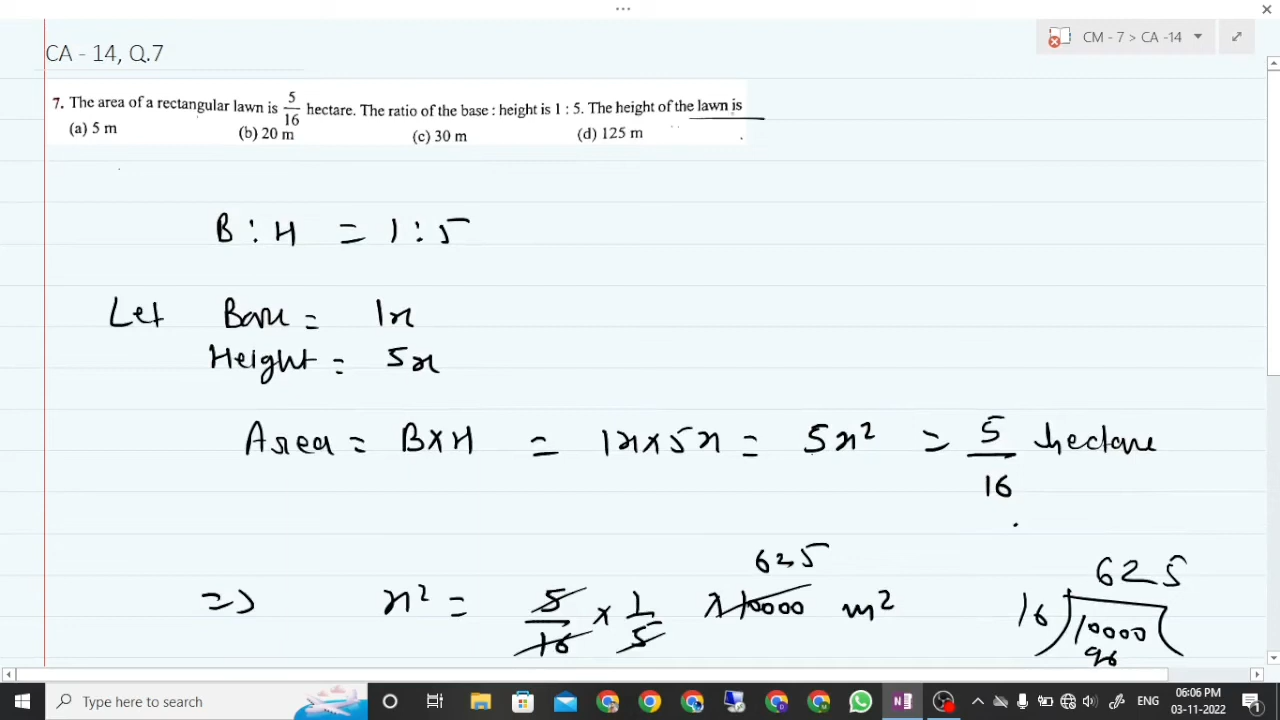 CM - 7 > CA -14
CA - 14, Q.7
7. The area of a rectangular lawn is 5/16 hectare. The ratio of the base : height is 1 : 5. The height of the lawn is
(a) 5 m (b) 20 m (c) 30 m (d) 125 m
B : H = 1 : 5
Let Base = 1x
Height = 5x
Area = B×H = 1x×5x = 5x² = 5/16 hectare
=> x² = 5/16 × 1/5 × 10000 m²
625
625
16 10000
96
Type here to search
ENG
06:06 PM
03-11-2022
1